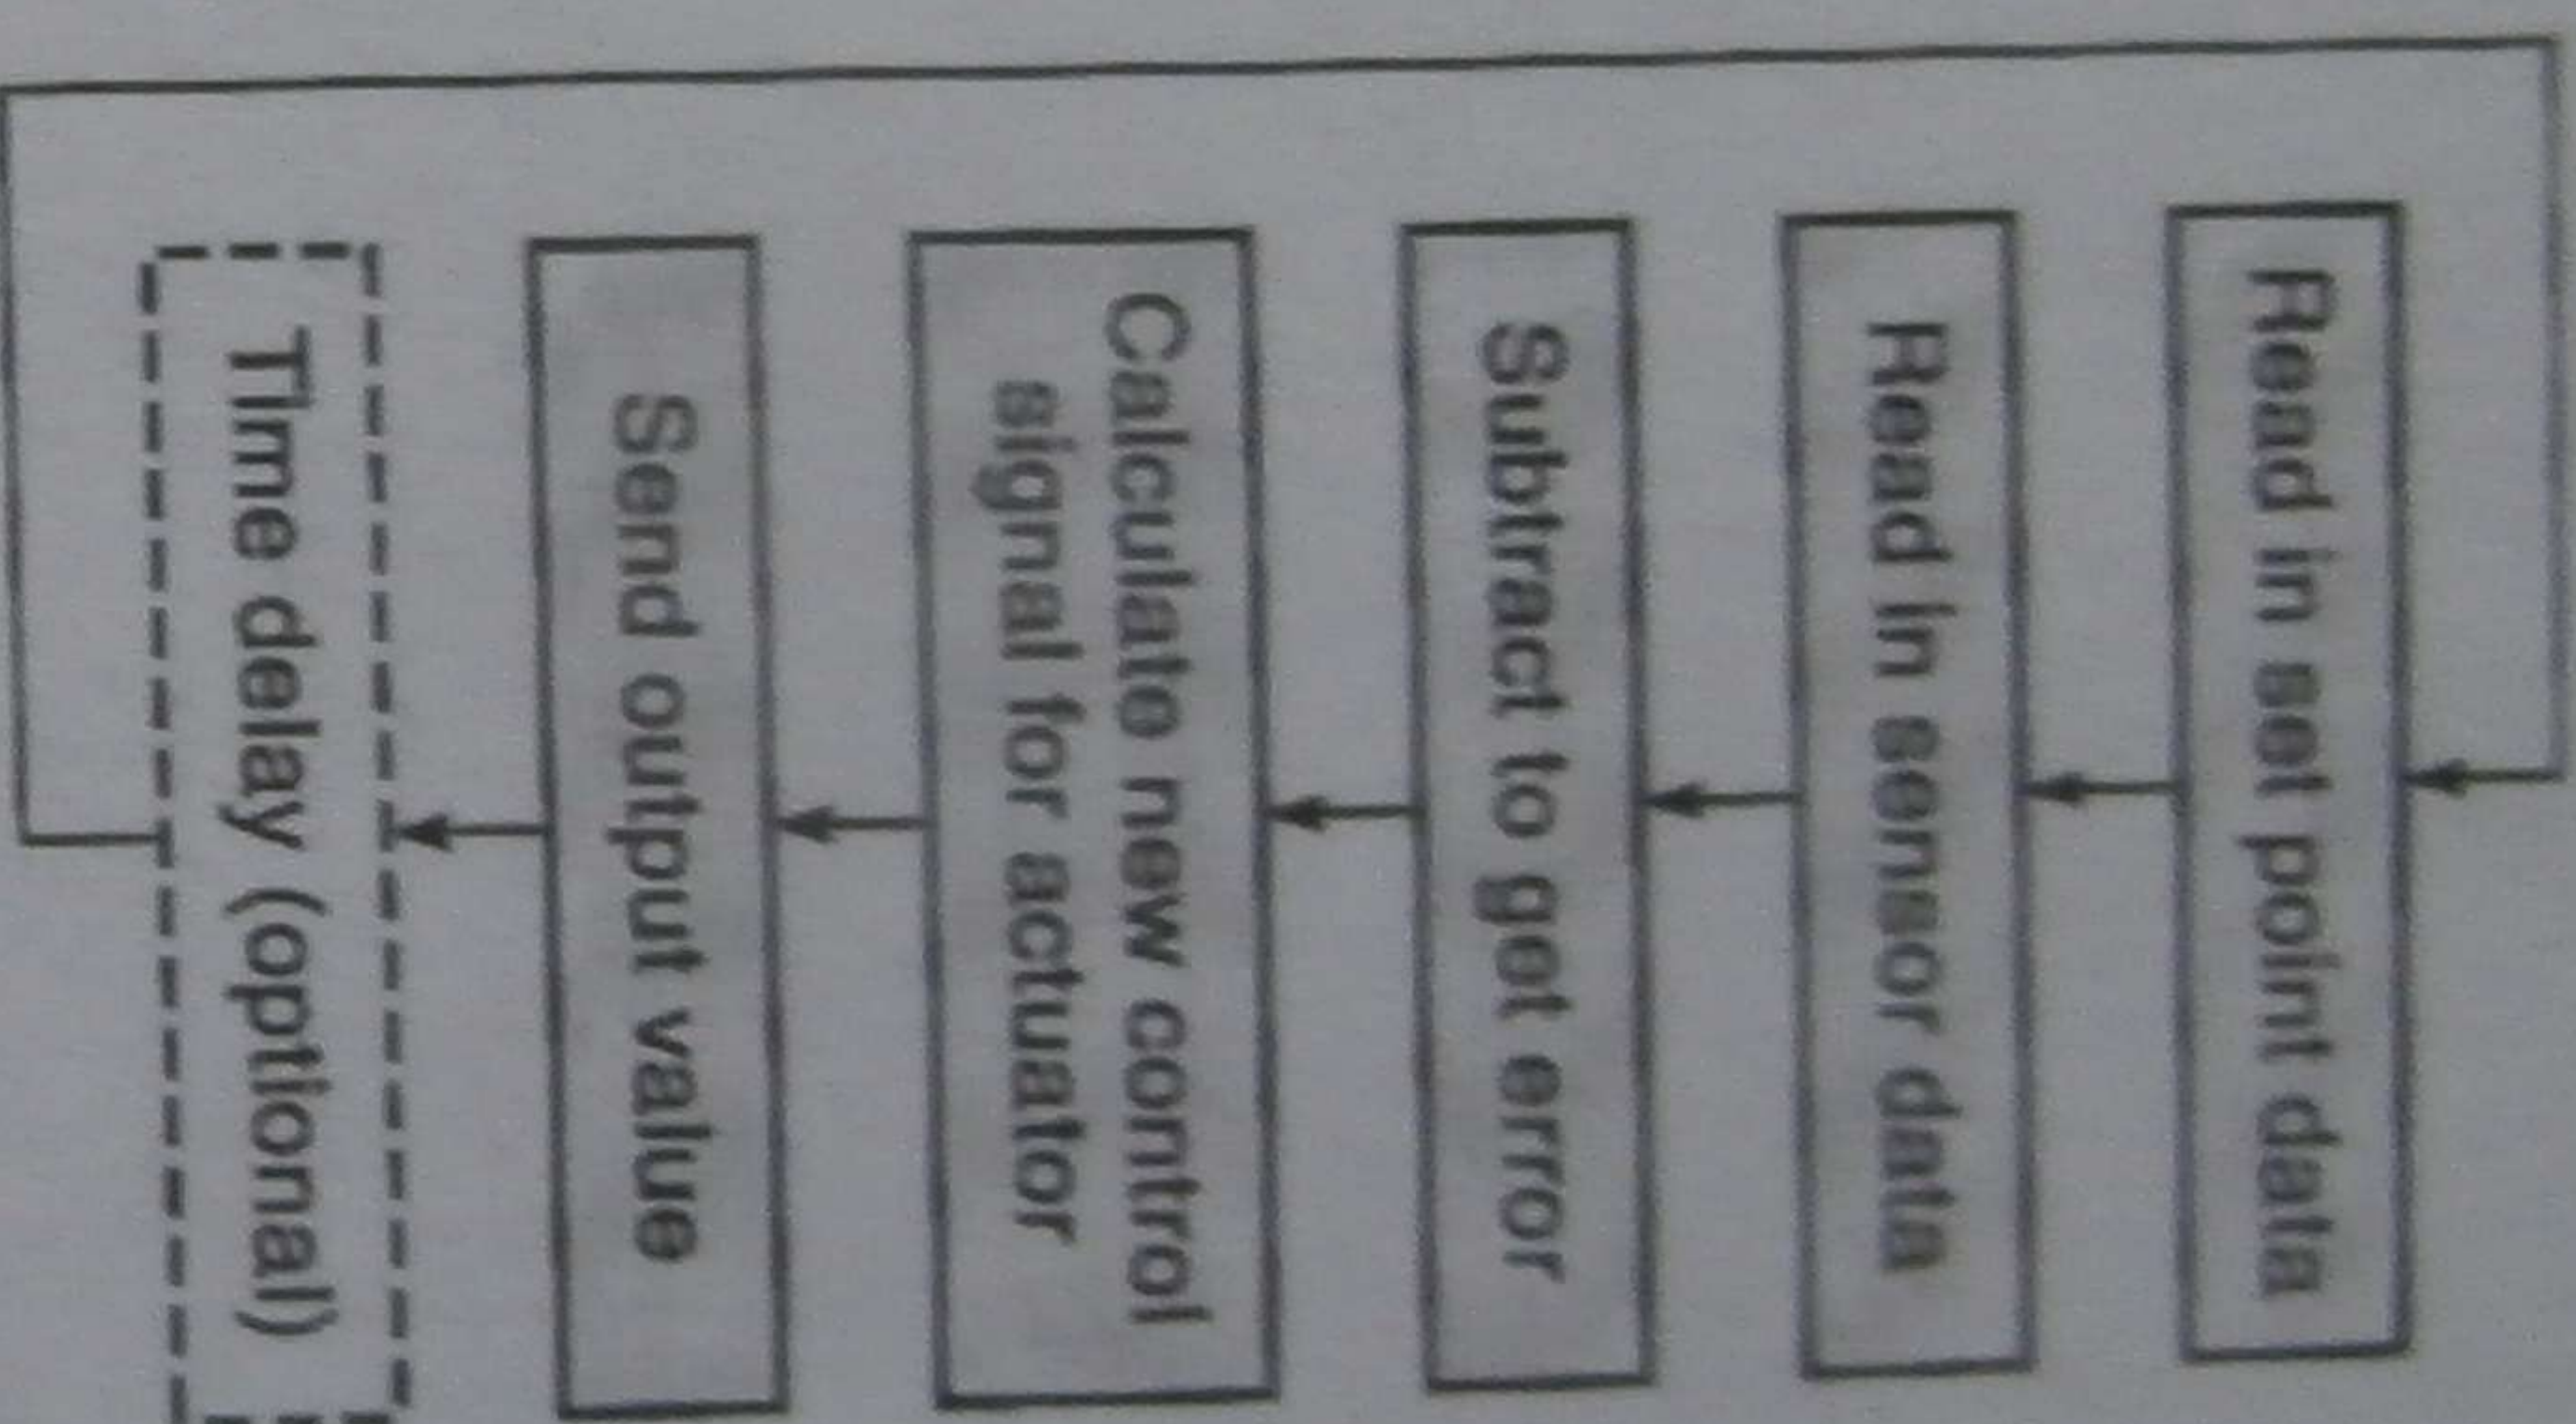 Read in set point data
Read in sensor data
Subtract to get error
Calculate new control
signal for actuator
Send output value
Time delay (optional)